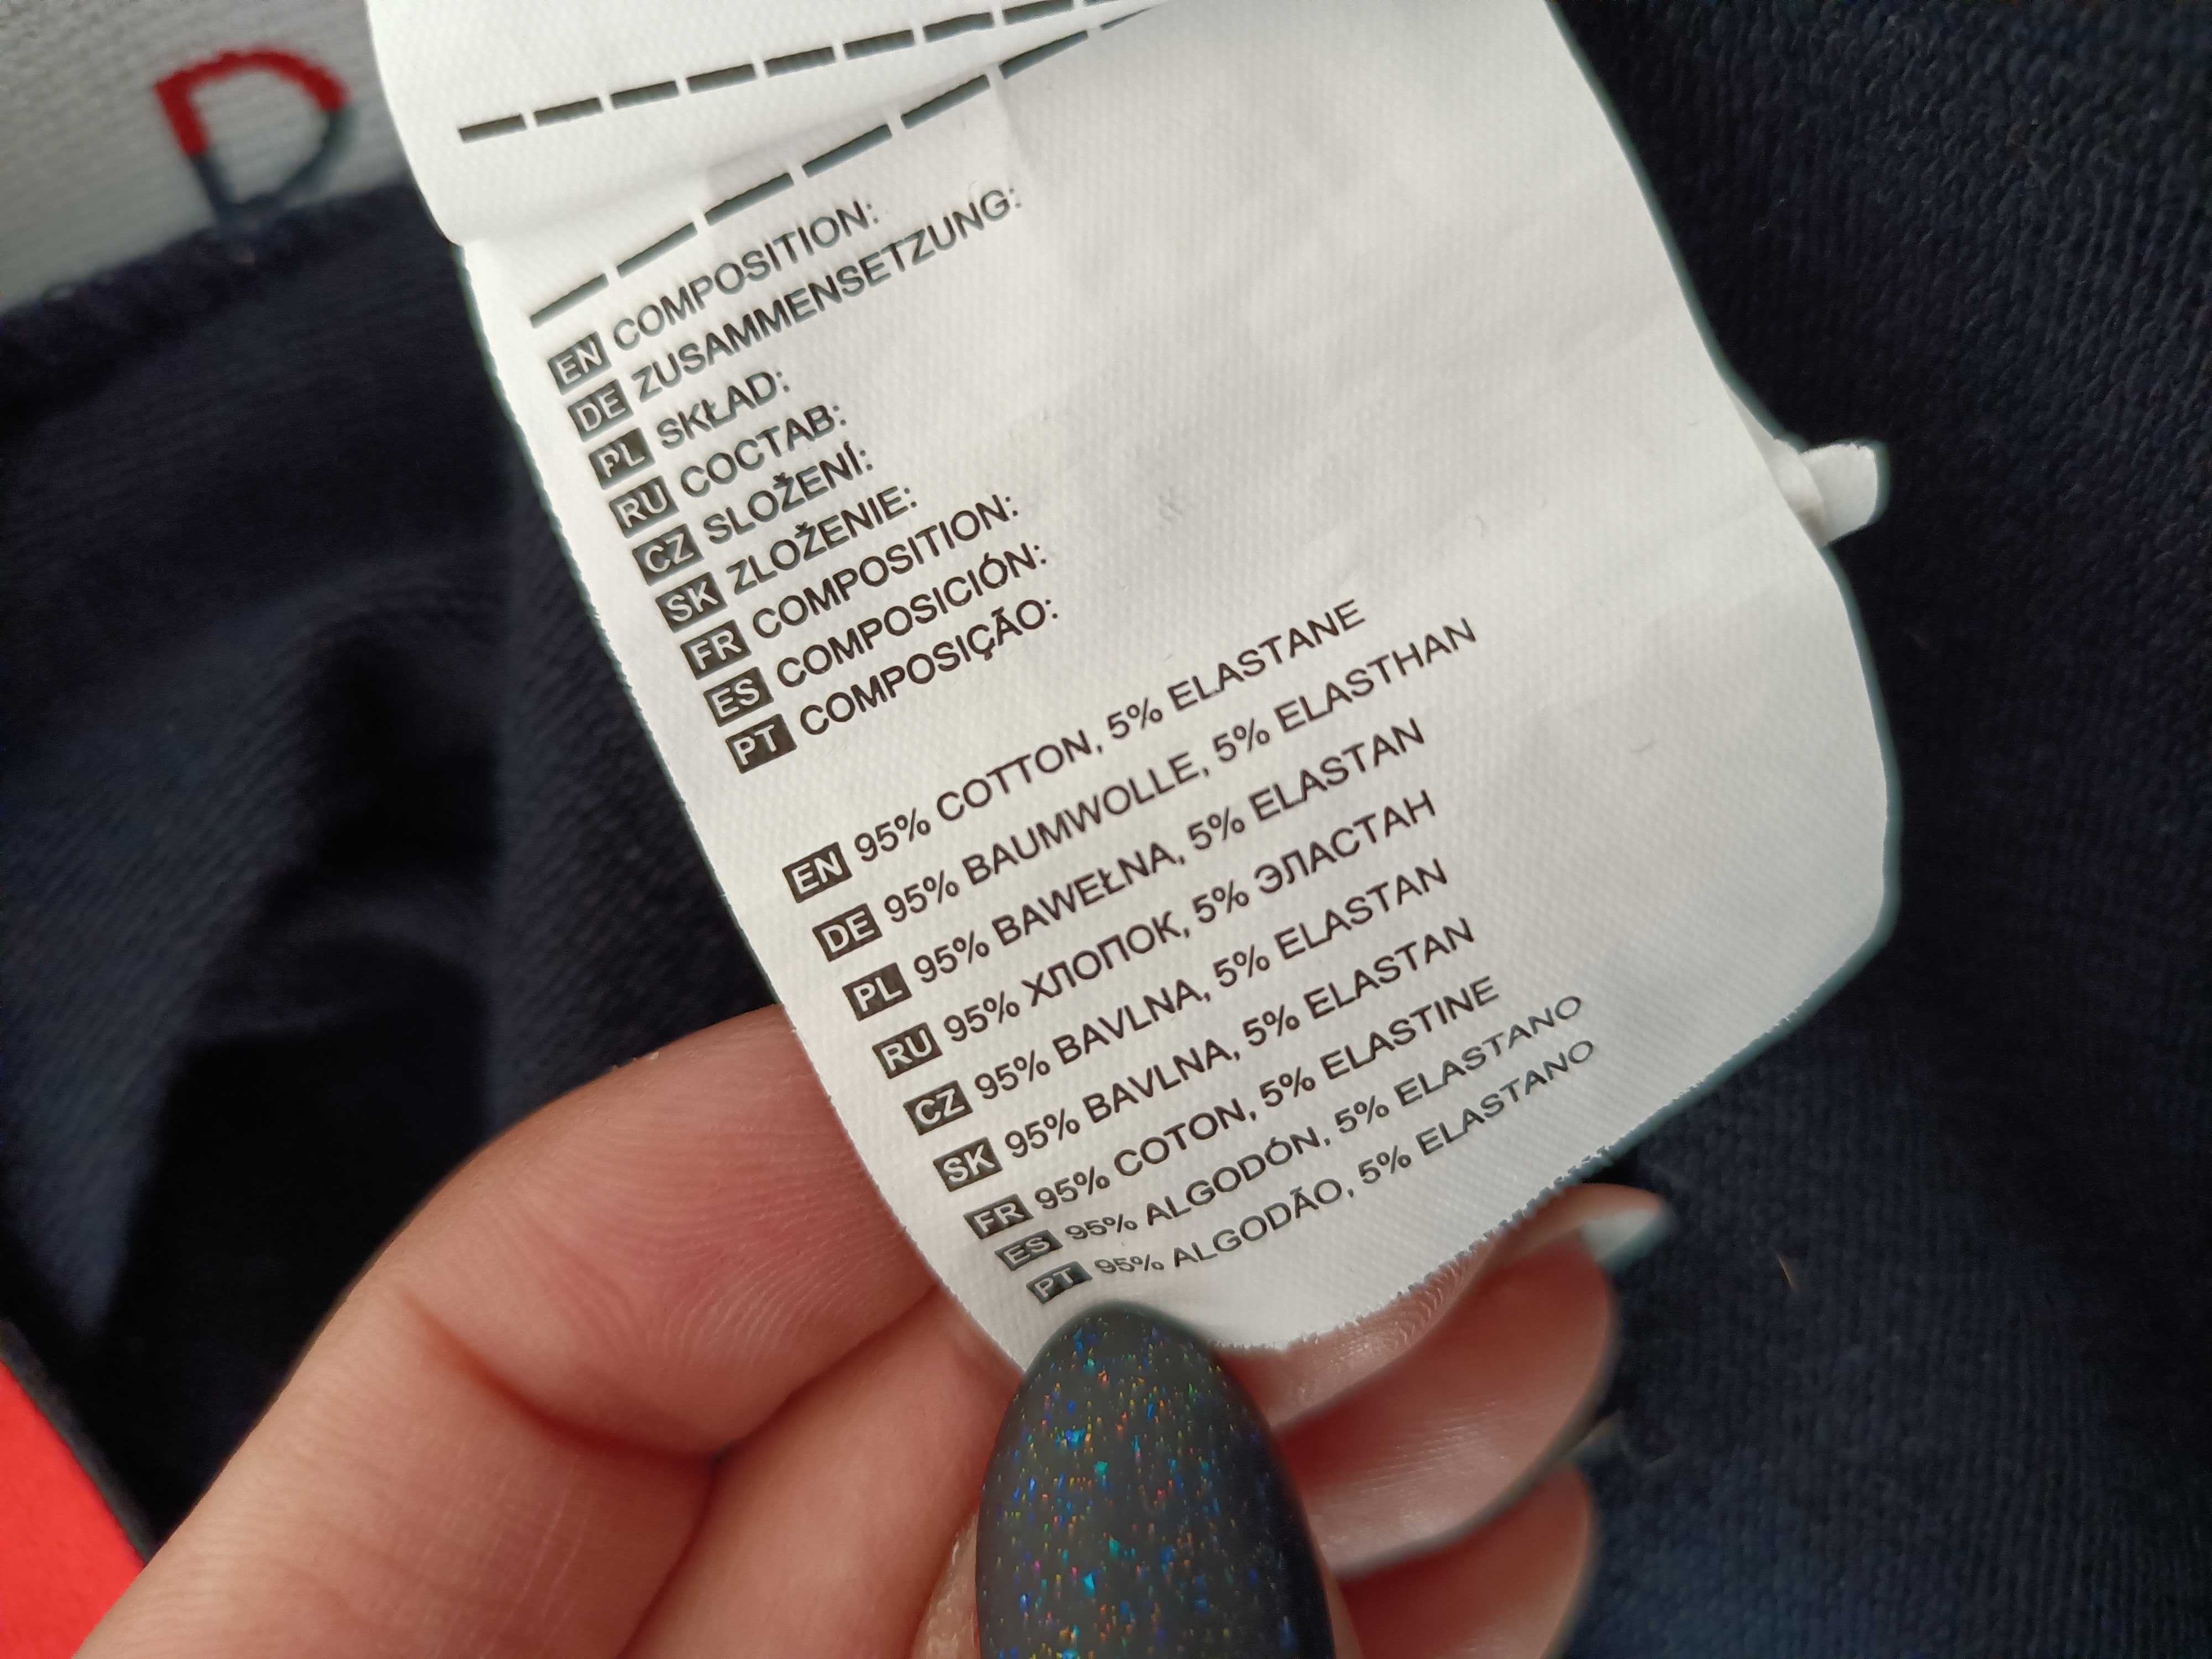 EN COMPOSITION:
DE ZUSAMMENSETZUNG:
PL SKŁAD:
RU СОСТАВ:
CZ SLOŽENÍ:
SK ZLOŽENIE:
FR COMPOSITION:
ES COMPOSICIÓN:
PT COMPOSIÇÃO:
EN 95% COTTON, 5% ELASTANE
DE 95% BAUMWOLLE, 5% ELASTHAN
PL 95% BAWEŁNA, 5% ELASTAN
RU 95% ХЛОПОК, 5% ЭЛАСТАН
CZ 95% BAVLNA, 5% ELASTAN
SK 95% BAVLNA, 5% ELASTAN
FR 95% COTON, 5% ELASTINE
ES 95% ALGODÓN, 5% ELASTANO
PT 95% ALGODÃO, 5% ELASTANO